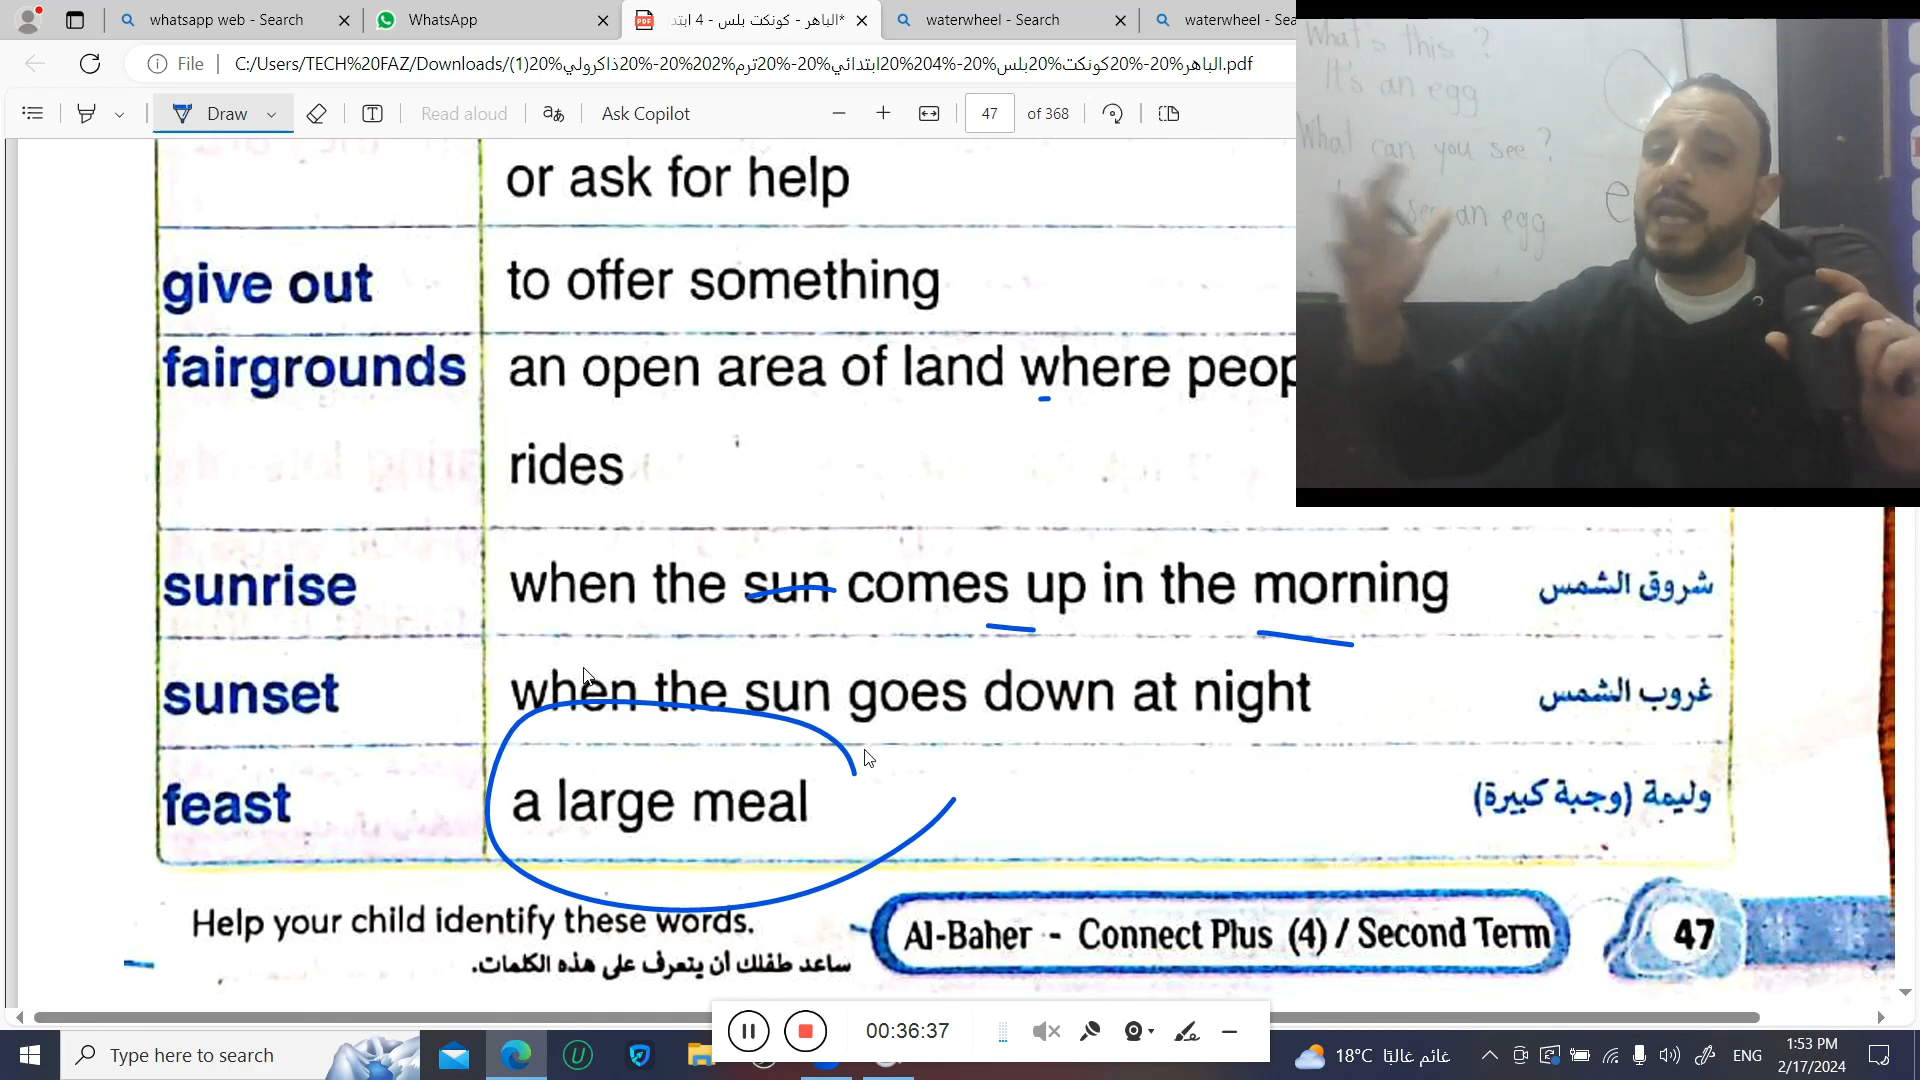 whatsapp web - Search
WhatsApp
*الباهر - كونكت بلس - 4 ابتد
waterwheel - Search
waterwheel - Sea
File
C:/Users/TECH%20FAZ/Downloads/(1)20%الباهر%20-%20كونكت%20بلس%20-%204%20ابتدائي%20-%20ترم%202%20-%20ذاكرولي.pdf
Draw
Read aloud
Ask Copilot
47
of 368
or ask for help
give out
to offer something
fairgrounds
an open area of land where peop
rides
sunrise
when the sun comes up in the morning
شروق الشمس
sunset
when the sun goes down at night
غروب الشمس
feast
a large meal
وليمة (وجبة كبيرة)
Help your child identify these words.
ساعد طفلك أن يتعرف على هذه الكلمات.
Al-Baher - Connect Plus (4) / Second Term
47
What's this ?
It's an egg
What can you see ?
see an egg
e
00:36:37
Type here to search
18°C
غائم غالبًا
ENG
1:53 PM
2/17/2024